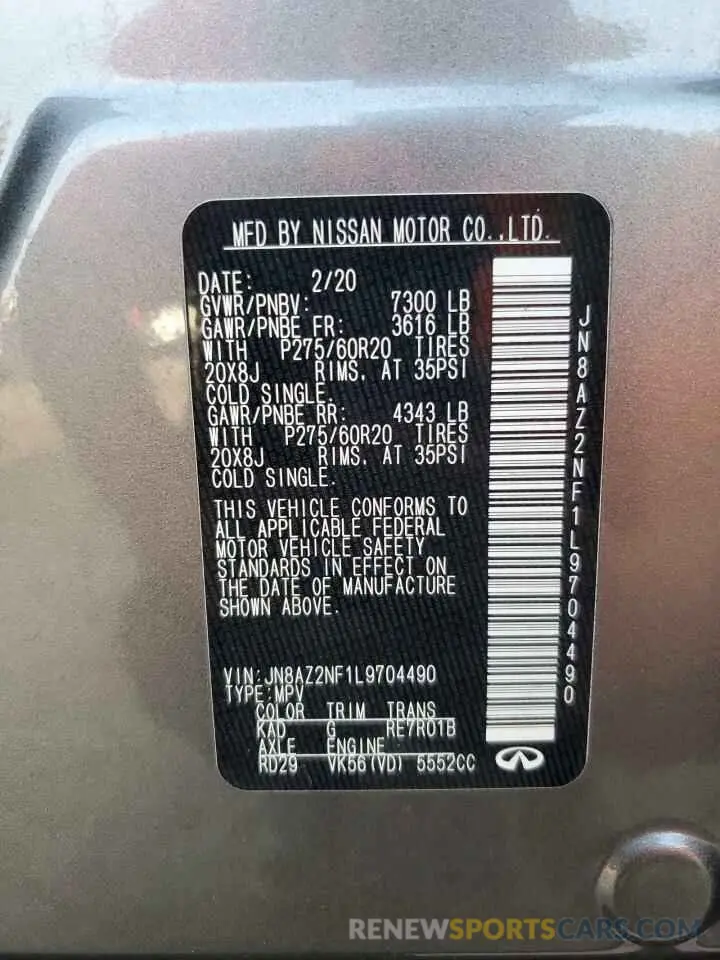 MFD BY NISSAN MOTOR CO.,LTD.
DATE: 2/20
GVWR/PNBV: 7300 LB
GAWR/PNBE FR: 3616 LB
WITH P275/60R20 TIRES
20X8J RIMS, AT 35PSI
COLD SINGLE.
GAWR/PNBE RR: 4343 LB
WITH P275/60R20 TIRES
20X8J RIMS, AT 35PSI
COLD SINGLE.
THIS VEHICLE CONFORMS TO
ALL APPLICABLE FEDERAL
MOTOR VEHICLE SAFETY
STANDARDS IN EFFECT ON
THE DATE OF MANUFACTURE
SHOWN ABOVE.
VIN:JN8AZ2NF1L9704490
TYPE:MPV
COLOR TRIM TRANS
KAD G RE7R01B
AXLE ENGINE
RD29 VK56(VD) 5552CC
JN8AZ2NF1L9704490
RENEWSPORTSCARS.COM